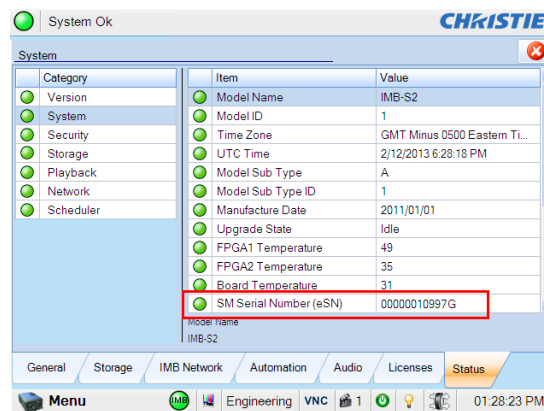 System Ok
CHRISTIE
System
Category Item Value
Version Model Name IMB-S2
System Model ID 1
Security Time Zone GMT Minus 0500 Eastern Ti...
Storage UTC Time 2/12/2013 6:28:18 PM
Playback Model Sub Type A
Network Model Sub Type ID 1
Scheduler Manufacture Date 2011/01/01
Upgrade State Idle
FPGA1 Temperature 49
FPGA2 Temperature 35
Board Temperature 31
SM Serial Number (eSN) 00000010997G
Model Name
IMB-S2
General Storage IMB Network Automation Audio Licenses Status
Menu IMB Engineering VNC 1 01:28:23 PM